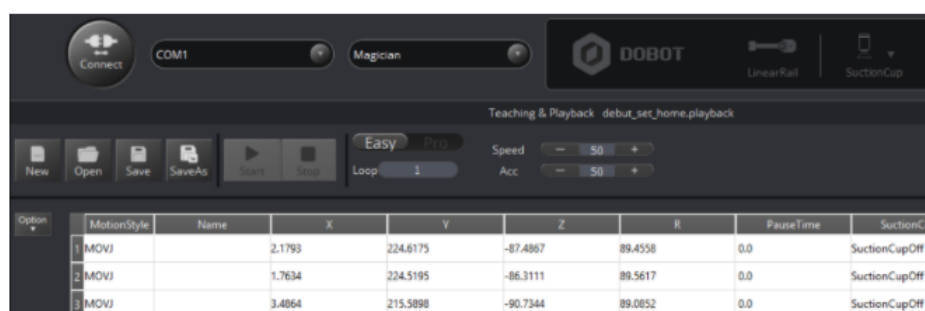 Connect COM1 Magician DOBOT LinearRail SuctionCup
Teaching & Playback debut_set_home.playback
New Open Save SaveAs Start Stop
Easy Pro
Loop 1
Speed − 50 +
Acc − 50 +
Option
MotionStyle Name X Y Z R PauseTime SuctionC
1 MOVJ 2.1793 224.6175 -87.4867 89.4558 0.0 SuctionCupOff
2 MOVJ 1.7634 224.5195 -86.3111 89.5617 0.0 SuctionCupOff
3 MOVJ 3.4864 215.5898 -90.7344 89.0852 0.0 SuctionCupOff